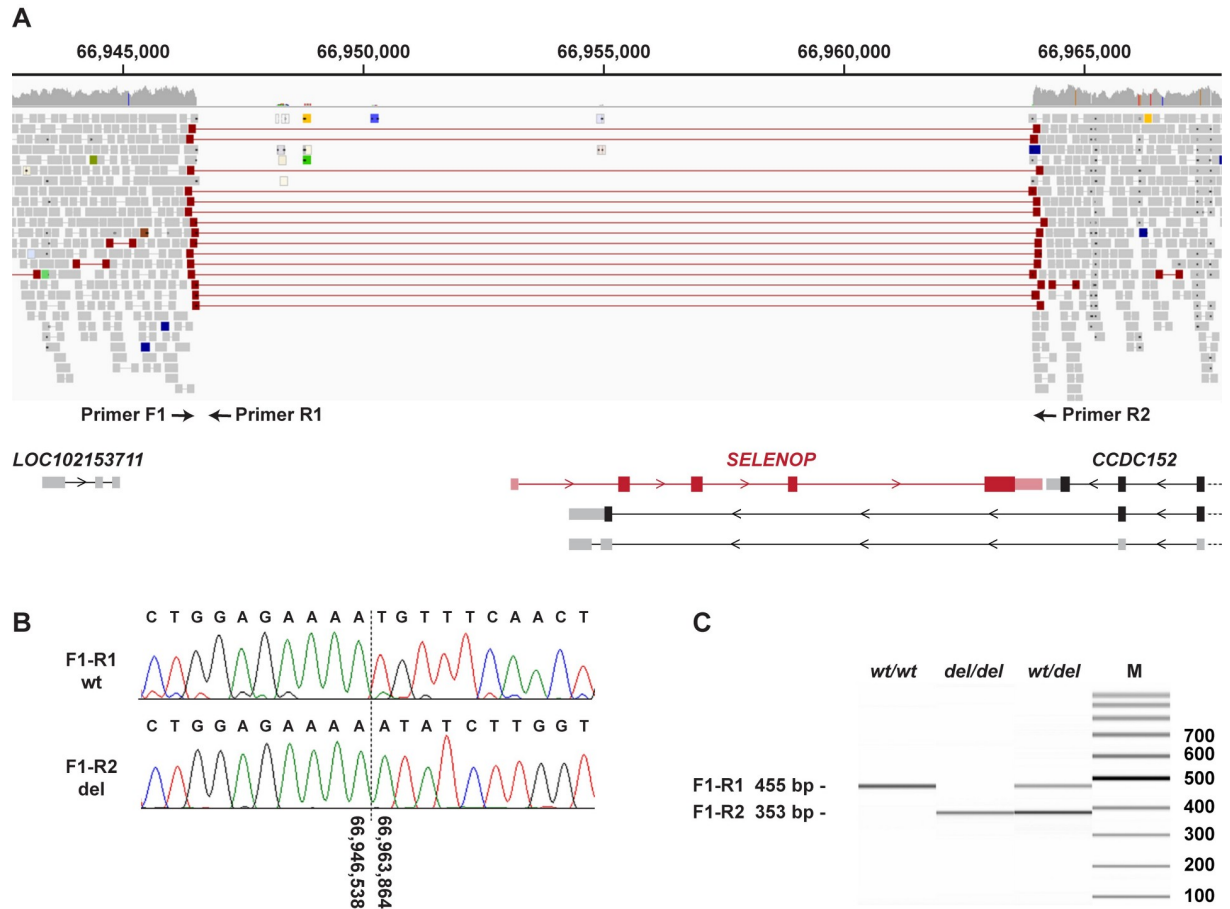 A
66,945,000 66,950,000 66,955,000 66,960,000 66,965,000
Primer F1 Primer R1 Primer R2
LOC102153711 SELENOP CCDC152
B
C T G G A G A A A A T G T T T C A A C T
F1-R1
wt
C T G G A G A A A A A T A T C T T G G T
F1-R2
del
66,946,538
66,963,864
C
wt/wt del/del wt/del M
700
600
F1-R1 455 bp - 500
F1-R2 353 bp - 400
300
200
100